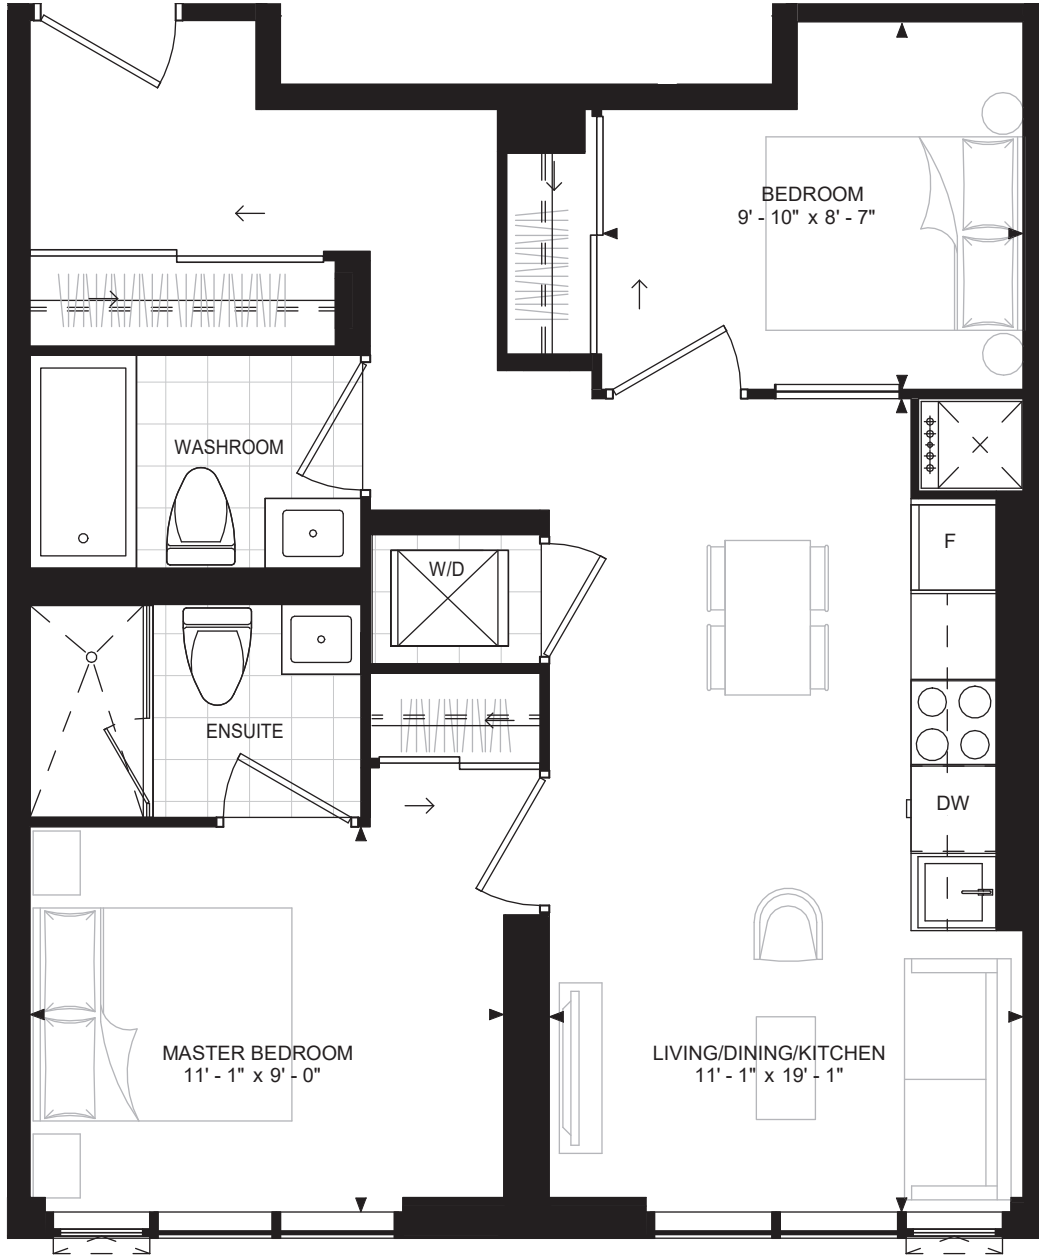 BEDROOM
9' - 10" x 8' - 7"
WASHROOM
F
W/D
ENSUITE
DW
MASTER BEDROOM
11' - 1" x 9' - 0"
LIVING/DINING/KITCHEN
11' - 1" x 19' - 1"